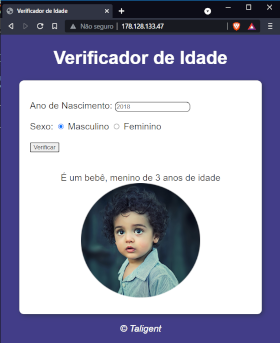 Verificador de Idade
Não seguro | 178.128.133.47
Verificador de Idade
Ano de Nascimento: 2019
Sexo: Masculino Feminino
Verificar
É um bebê, menino de 3 anos de idade
© Taligent